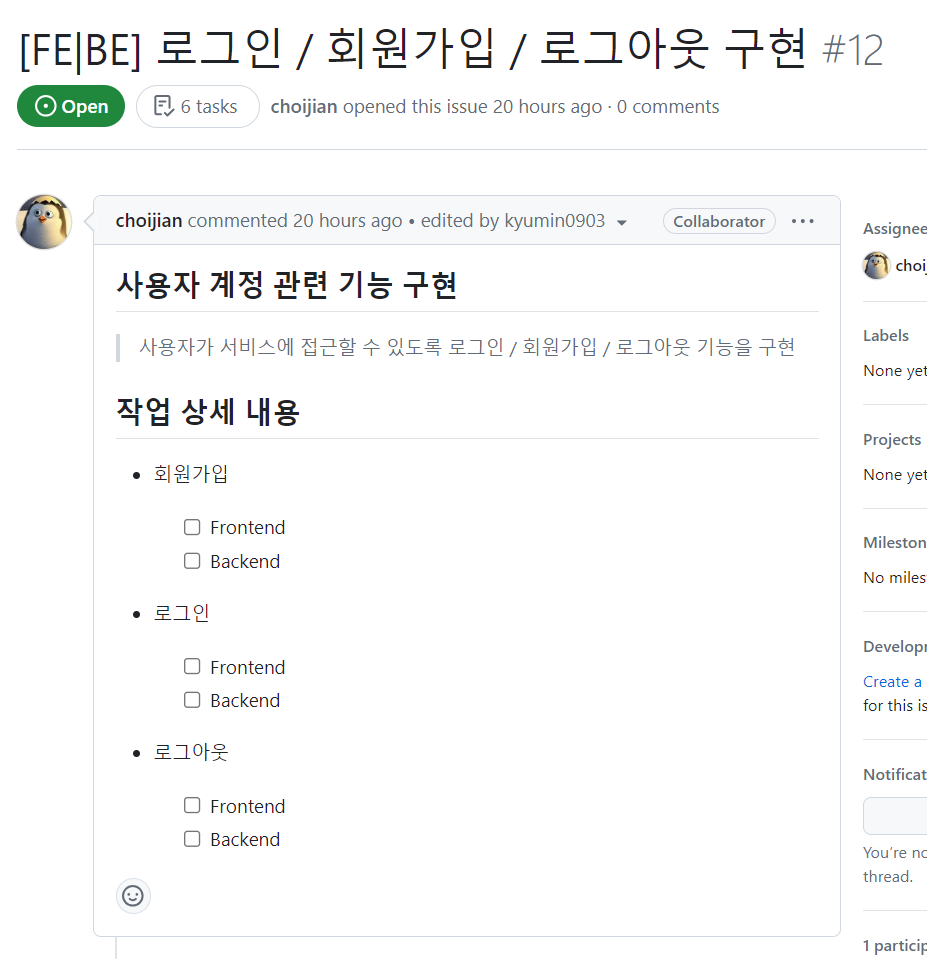 [FE|BE] 로그인 / 회원가입 / 로그아웃 구현 #12
Open 6 tasks choijian opened this issue 20 hours ago · 0 comments
choijian commented 20 hours ago • edited by kyumin0903 Collaborator
사용자 계정 관련 기능 구현
사용자가 서비스에 접근할 수 있도록 로그인 / 회원가입 / 로그아웃 기능을 구현
작업 상세 내용
• 회원가입
Frontend
Backend
• 로그인
Frontend
Backend
• 로그아웃
Frontend
Backend
Assignee
choij
Labels
None yet
Projects
None yet
Mileston
No miles
Developm
Create a
for this is
Notificat
You’re no
thread.
1 particip